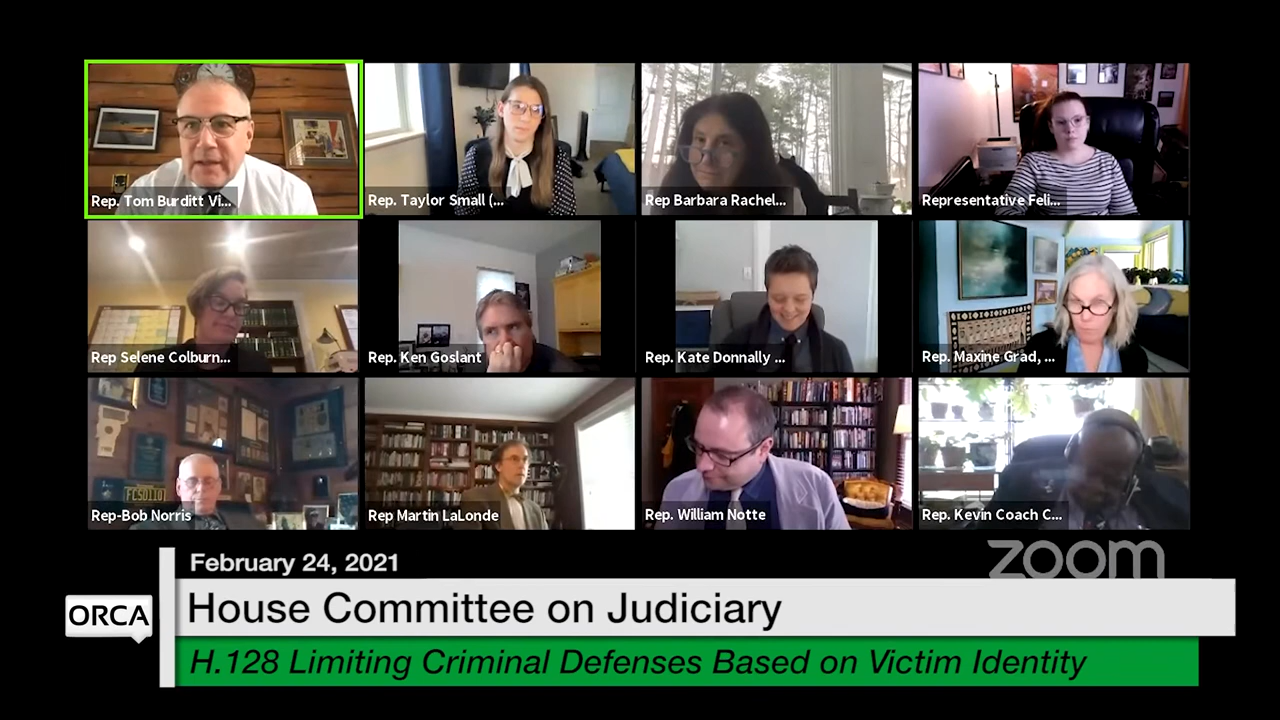 Rep. Tom Burditt Vi...
Rep. Taylor Small (...
Rep Barbara Rachel...
Representative Feli...
Rep Selene Colburn...
Rep. Ken Goslant
Rep. Kate Donnally ...
Rep. Maxine Grad, ...
FCSD110
Rep-Bob Norris
Rep Martin LaLonde
Rep. William Notte
Rep. Kevin Coach C...
zoom
February 24, 2021
ORCA
House Committee on Judiciary
H.128 Limiting Criminal Defenses Based on Victim Identity